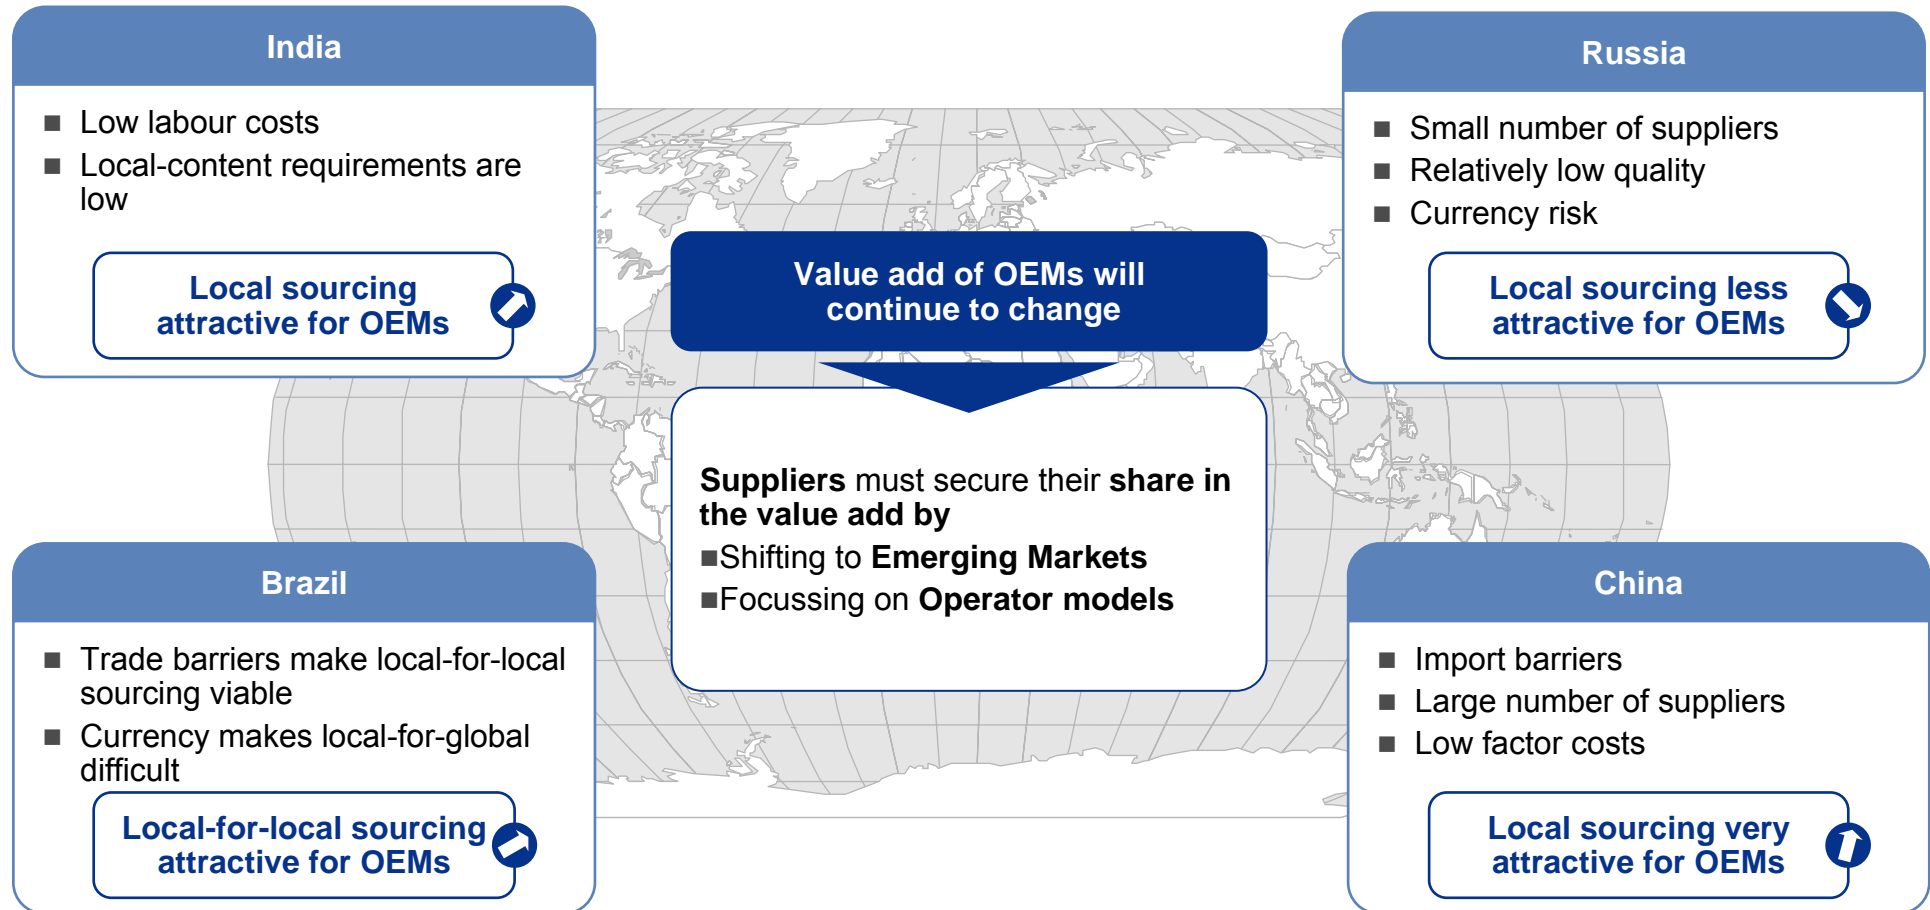 India
■ Low labour costs
■ Local-content requirements are
low
Local sourcing
attractive for OEMs
Russia
■ Small number of suppliers
■ Relatively low quality
■ Currency risk
Local sourcing less
attractive for OEMs
Value add of OEMs will
continue to change
Suppliers must secure their share in
the value add by
■Shifting to Emerging Markets
■Focussing on Operator models
Brazil
■ Trade barriers make local-for-local
sourcing viable
■ Currency makes local-for-global
difficult
Local-for-local sourcing
attractive for OEMs
China
■ Import barriers
■ Large number of suppliers
■ Low factor costs
Local sourcing very
attractive for OEMs